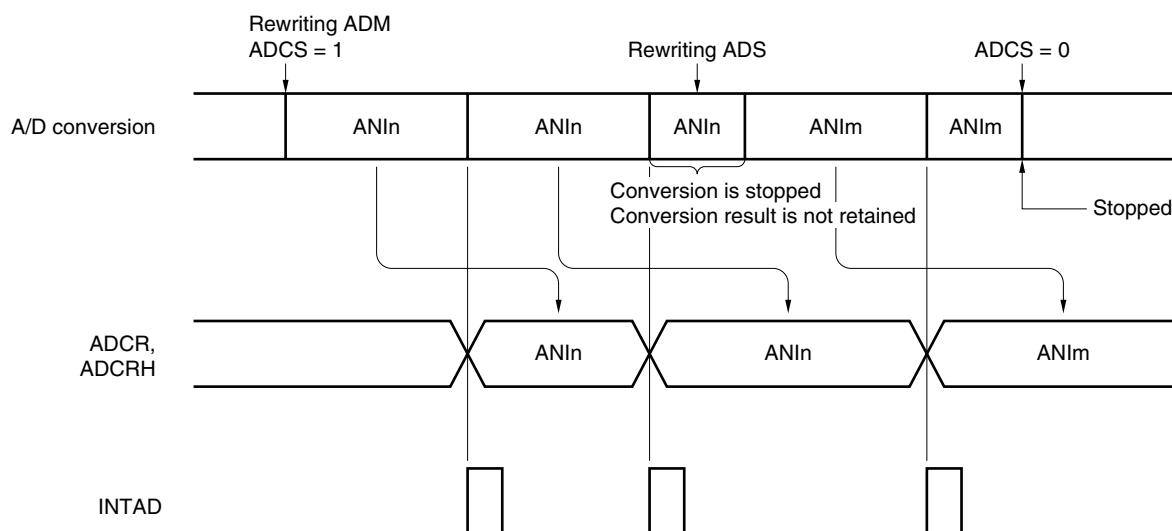 Rewriting ADM
ADCS = 1
Rewriting ADS
ADCS = 0
A/D conversion
ANIn
ANIn
ANIn
ANIm
ANIm
Conversion is stopped
Conversion result is not retained
Stopped
ADCR,
ADCRH
ANIn
ANIn
ANIm
INTAD